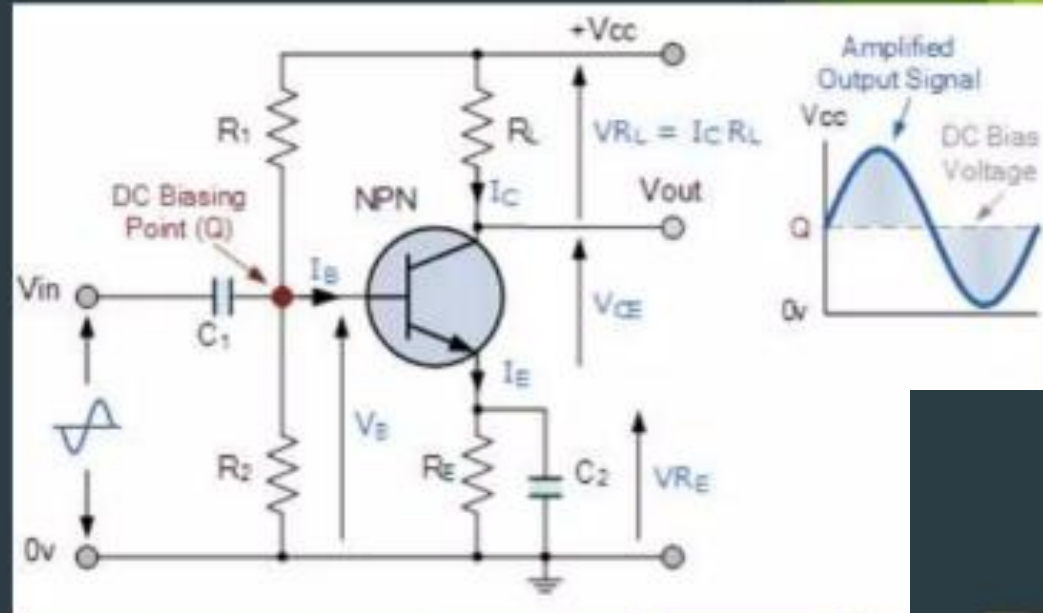 +Vcc
R1
RL
VRL = IC RL
DC Biasing
Point (Q)
NPN
IC
Vout
Vin
IB
C1
VCE
IE
VB
R2
RE
C2
VRE
0v
Amplified
Output Signal
Vcc
DC Bias
Voltage
Q
0v